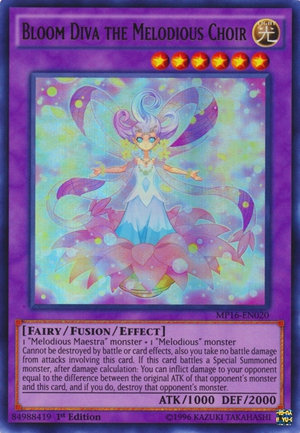 Bloom Diva the Melodious Choir
光
MP16-EN020
[Fairy/Fusion/Effect]
1 "Melodious Maestra" monster + 1 "Melodious" monster
Cannot be destroyed by battle or card effects, also you take no battle damage
from attacks involving this card. If this card battles a Special Summoned
monster, after damage calculation: You can inflict damage to your opponent
equal to the difference between the original ATK of that opponent's monster
and this card, and if you do, destroy that opponent's monster.
ATK/1000 DEF/2000
84988419 1st Edition ©1996 KAZUKI TAKAHASHI